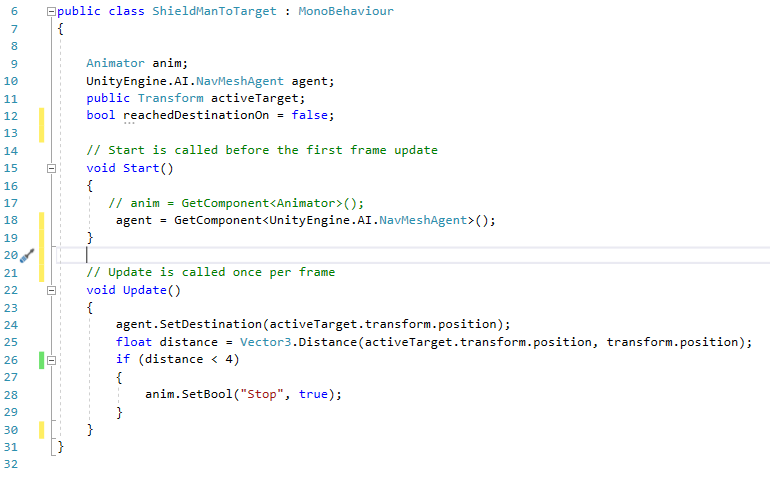 6 public class ShieldManToTarget : MonoBehaviour
7 {
8
9 Animator anim;
10 UnityEngine.AI.NavMeshAgent agent;
11 public Transform activeTarget;
12 bool reachedDestinationOn = false;
13
14 // Start is called before the first frame update
15 void Start()
16 {
17 // anim = GetComponent<Animator>();
18 agent = GetComponent<UnityEngine.AI.NavMeshAgent>();
19 }
20
21 // Update is called once per frame
22 void Update()
23 {
24 agent.SetDestination(activeTarget.transform.position);
25 float distance = Vector3.Distance(activeTarget.transform.position, transform.position);
26 if (distance < 4)
27 {
28 anim.SetBool("Stop", true);
29 }
30 }
31 }
32